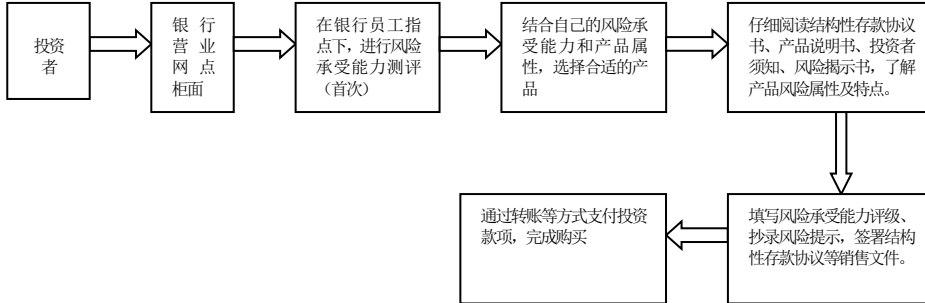 投资
者
银行
营业
网点
柜面
在银行员工指
点下，进行风险
承受能力测评
（首次）
结合自己的风险承
受能力和产品属
性，选择合适的产
品
仔细阅读结构性存款协议
书、产品说明书、投资者
须知、风险揭示书，了解
产品风险属性及特点。
填写风险承受能力评级、
抄录风险提示，签署结构
性存款协议等销售文件。
通过转账等方式支付投资
款项，完成购买